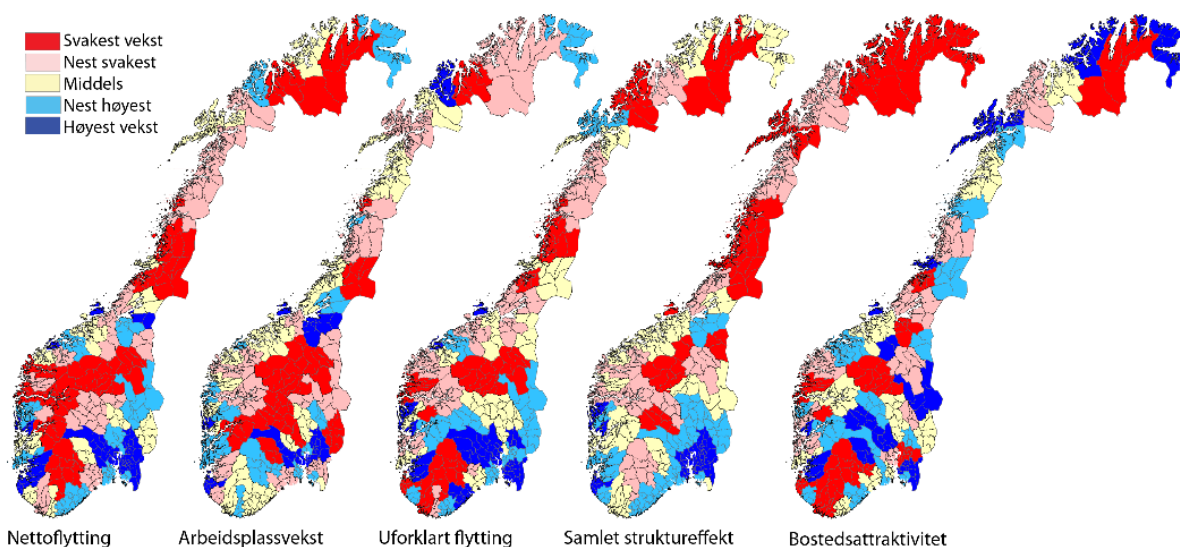 Svakest vekst
Nest svakest
Middels
Nest høyest
Høyest vekst
Nettoflytting
Arbeidsplassvekst
Uforklart flytting
Samlet struktureffekt
Bostedsattraktivitet